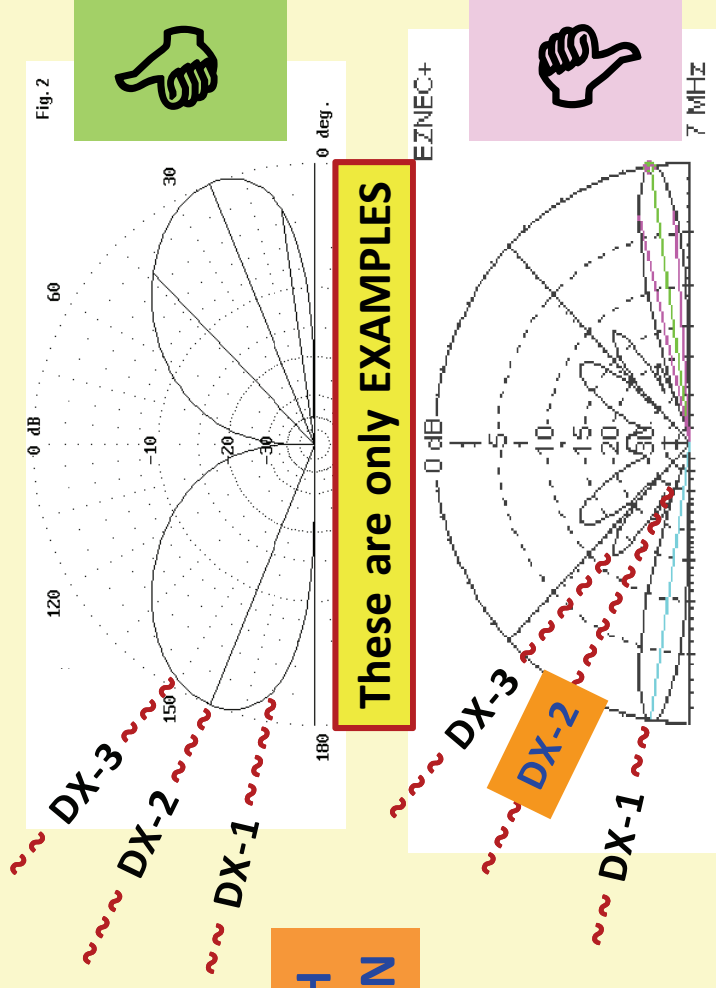 0 dB
Fig. 2
120 60
DX-3
DX-2
-10
150 30
-20
DX-1
-30
180 0 deg.
H
N
These are only EXAMPLES
EZNEC+
0 dB
DX-3
-5
-10
DX-2
-15
-20
DX-1
-30
7 MHz